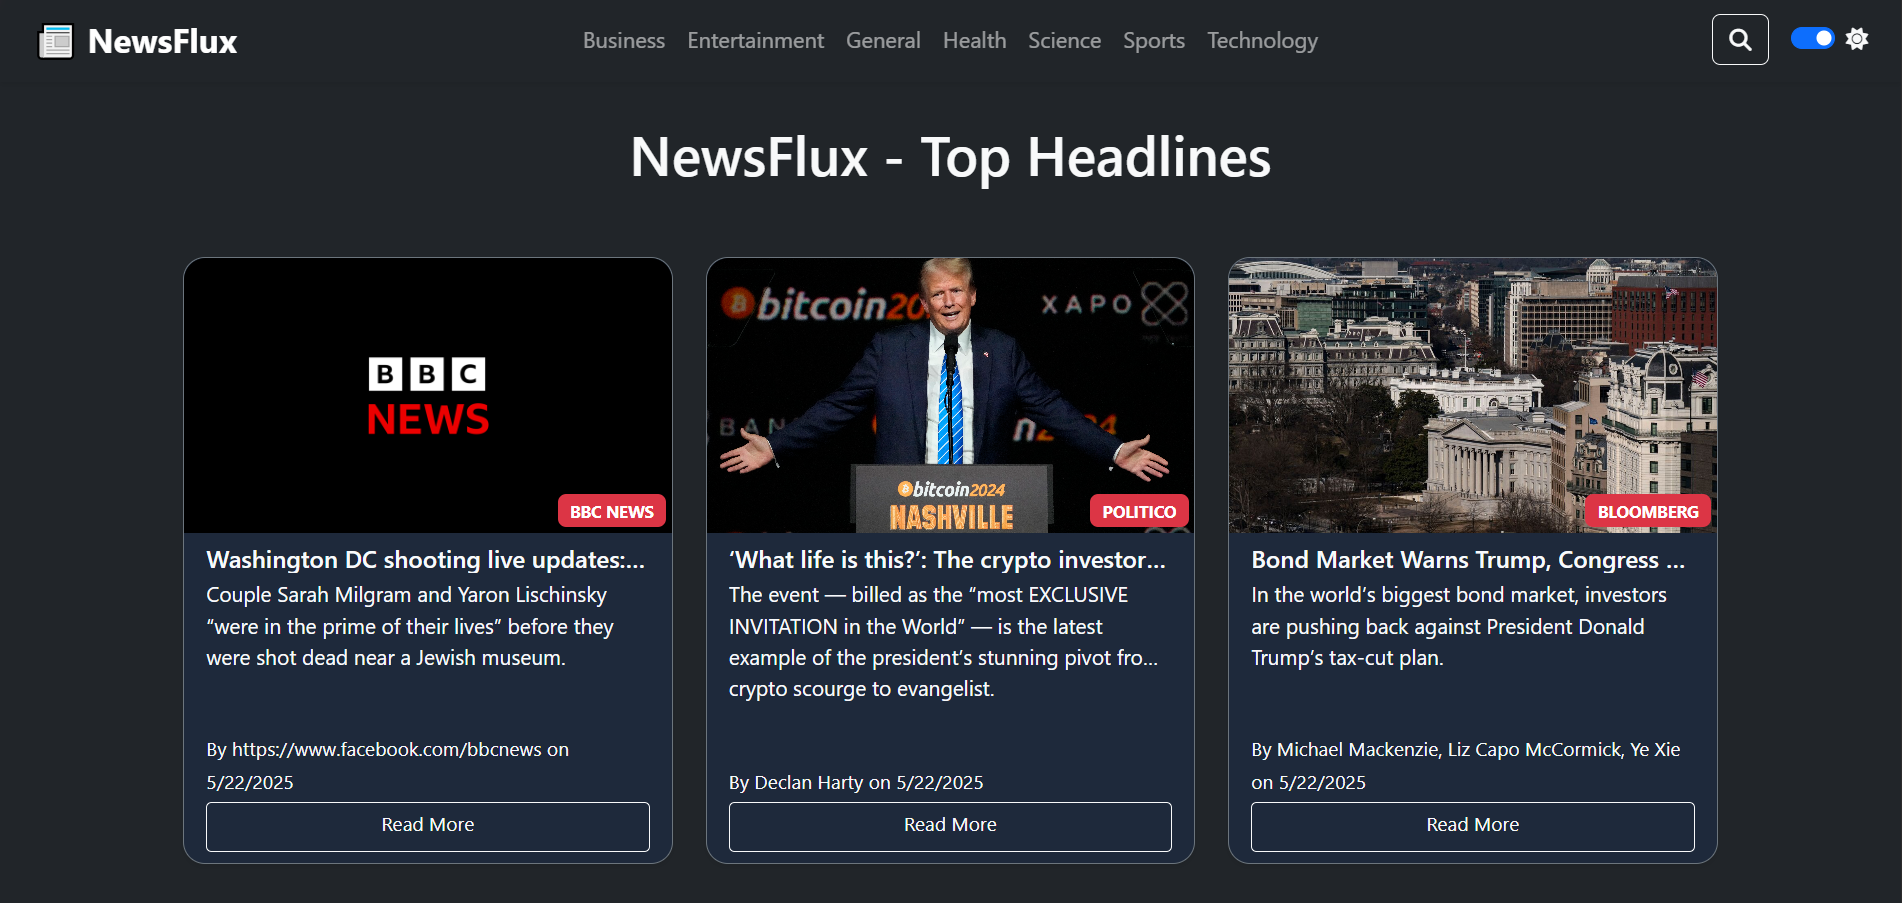 NewsFlux
Business Entertainment General Health Science Sports Technology
NewsFlux - Top Headlines
BBC
NEWS
BBC NEWS
Washington DC shooting live updates:...
Couple Sarah Milgram and Yaron Lischinsky
“were in the prime of their lives” before they
were shot dead near a Jewish museum.
By https://www.facebook.com/bbcnews on
5/22/2025
Read More
bitcoin20
XAPO
BAN
bitcoin2024
NASHVILLE
POLITICO
‘What life is this?’: The crypto investor...
The event — billed as the “most EXCLUSIVE
INVITATION in the World” — is the latest
example of the president’s stunning pivot fro...
crypto scourge to evangelist.
By Declan Harty on 5/22/2025
Read More
BLOOMBERG
Bond Market Warns Trump, Congress ...
In the world’s biggest bond market, investors
are pushing back against President Donald
Trump’s tax-cut plan.
By Michael Mackenzie, Liz Capo McCormick, Ye Xie
on 5/22/2025
Read More